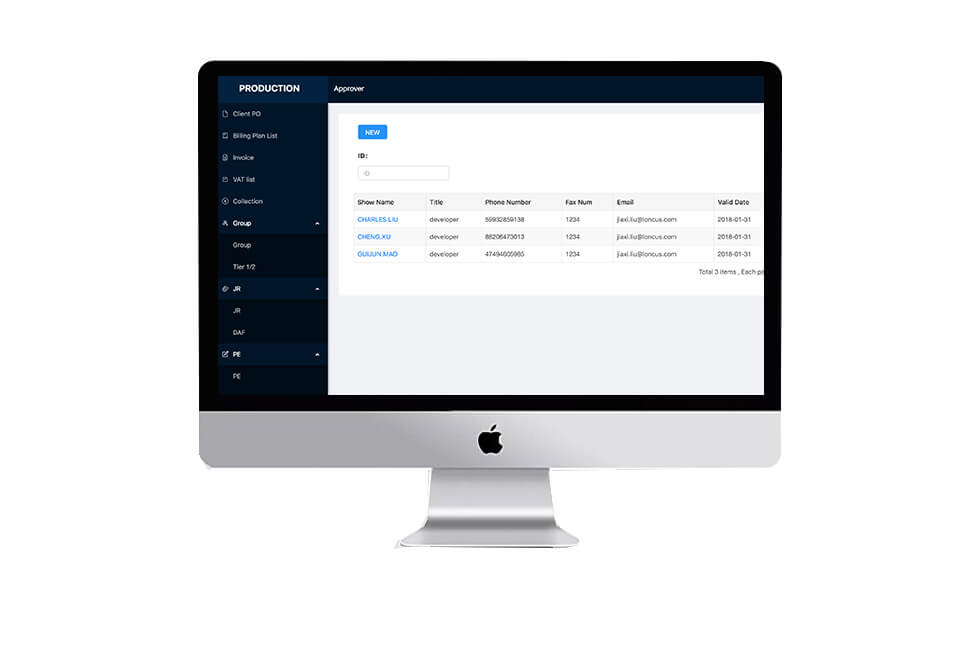 PRODUCTION
Approver
Client PO
Billing Plan List
Invoice
VAT list
Collection
Group
Group
Tier 1/2
JR
JR
DAF
PE
PE
NEW
ID:
ID
Show Name Title Phone Number Fax Num Email Valid Date
CHARLES.LIU developer 59932859138 1234 jiaxi.liu@loncus.com 2018-01-31
CHENG.XU developer 88206473013 1234 jiaxi.liu@loncus.com 2018-01-31
GUIJUN.MAO developer 47494605985 1234 jiaxi.liu@loncus.com 2018-01-31
Total 3 items , Each